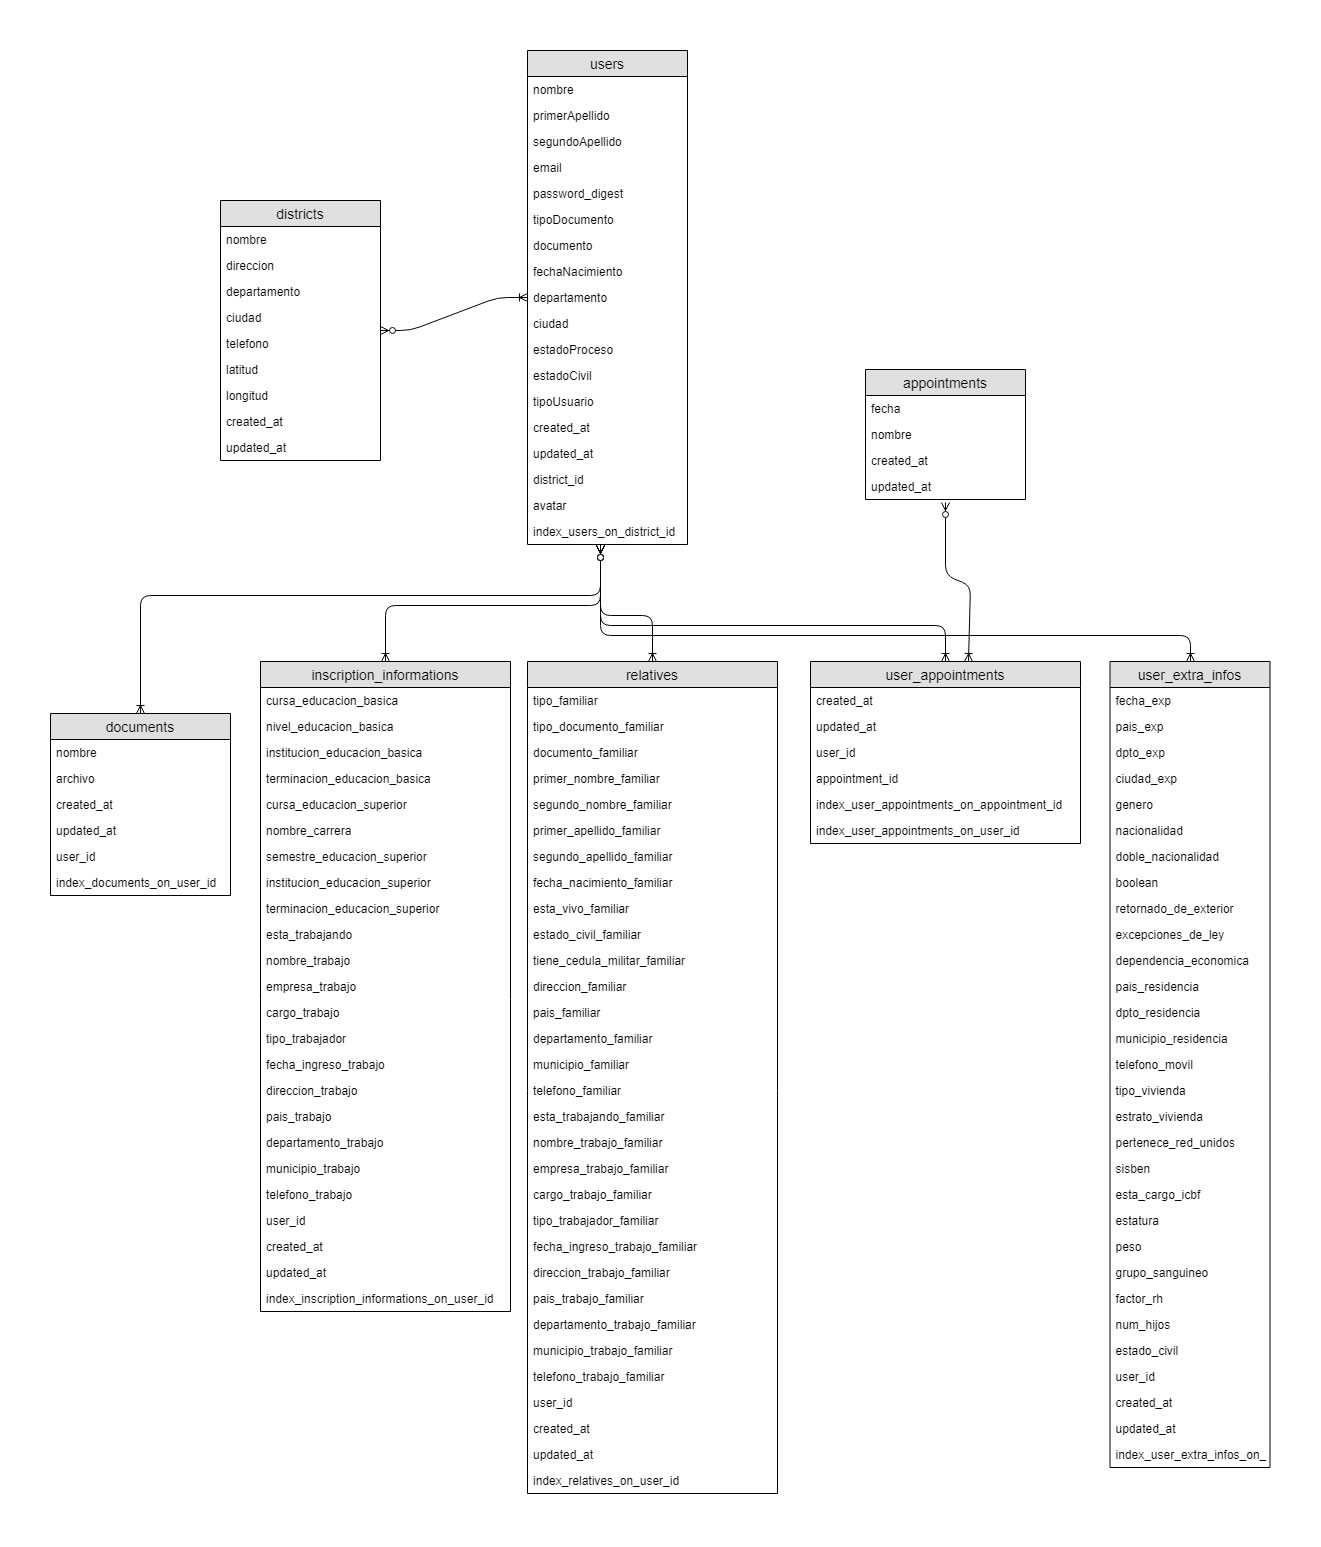 users
nombre
primerApellido
segundoApellido
email
password_digest
tipoDocumento
documento
fechaNacimiento
departamento
ciudad
estadoProceso
estadoCivil
tipoUsuario
created_at
updated_at
district_id
avatar
index_users_on_district_id
districts
nombre
direccion
departamento
ciudad
telefono
latitud
longitud
created_at
updated_at
appointments
fecha
nombre
created_at
updated_at
documents
nombre
archivo
created_at
updated_at
user_id
index_documents_on_user_id
inscription_informations
cursa_educacion_basica
nivel_educacion_basica
institucion_educacion_basica
terminacion_educacion_basica
cursa_educacion_superior
nombre_carrera
semestre_educacion_superior
institucion_educacion_superior
terminacion_educacion_superior
esta_trabajando
nombre_trabajo
empresa_trabajo
cargo_trabajo
tipo_trabajador
fecha_ingreso_trabajo
direccion_trabajo
pais_trabajo
departamento_trabajo
municipio_trabajo
telefono_trabajo
user_id
created_at
updated_at
index_inscription_informations_on_user_id
relatives
tipo_familiar
tipo_documento_familiar
documento_familiar
primer_nombre_familiar
segundo_nombre_familiar
primer_apellido_familiar
segundo_apellido_familiar
fecha_nacimiento_familiar
esta_vivo_familiar
estado_civil_familiar
tiene_cedula_militar_familiar
direccion_familiar
pais_familiar
departamento_familiar
municipio_familiar
telefono_familiar
esta_trabajando_familiar
nombre_trabajo_familiar
empresa_trabajo_familiar
cargo_trabajo_familiar
tipo_trabajador_familiar
fecha_ingreso_trabajo_familiar
direccion_trabajo_familiar
pais_trabajo_familiar
departamento_trabajo_familiar
municipio_trabajo_familiar
telefono_trabajo_familiar
user_id
created_at
updated_at
index_relatives_on_user_id
user_appointments
created_at
updated_at
user_id
appointment_id
index_user_appointments_on_appointment_id
index_user_appointments_on_user_id
user_extra_infos
fecha_exp
pais_exp
dpto_exp
ciudad_exp
genero
nacionalidad
doble_nacionalidad
boolean
retornado_de_exterior
excepciones_de_ley
dependencia_economica
pais_residencia
dpto_residencia
municipio_residencia
telefono_movil
tipo_vivienda
estrato_vivienda
pertenece_red_unidos
sisben
esta_cargo_icbf
estatura
peso
grupo_sanguineo
factor_rh
num_hijos
estado_civil
user_id
created_at
updated_at
index_user_extra_infos_on_